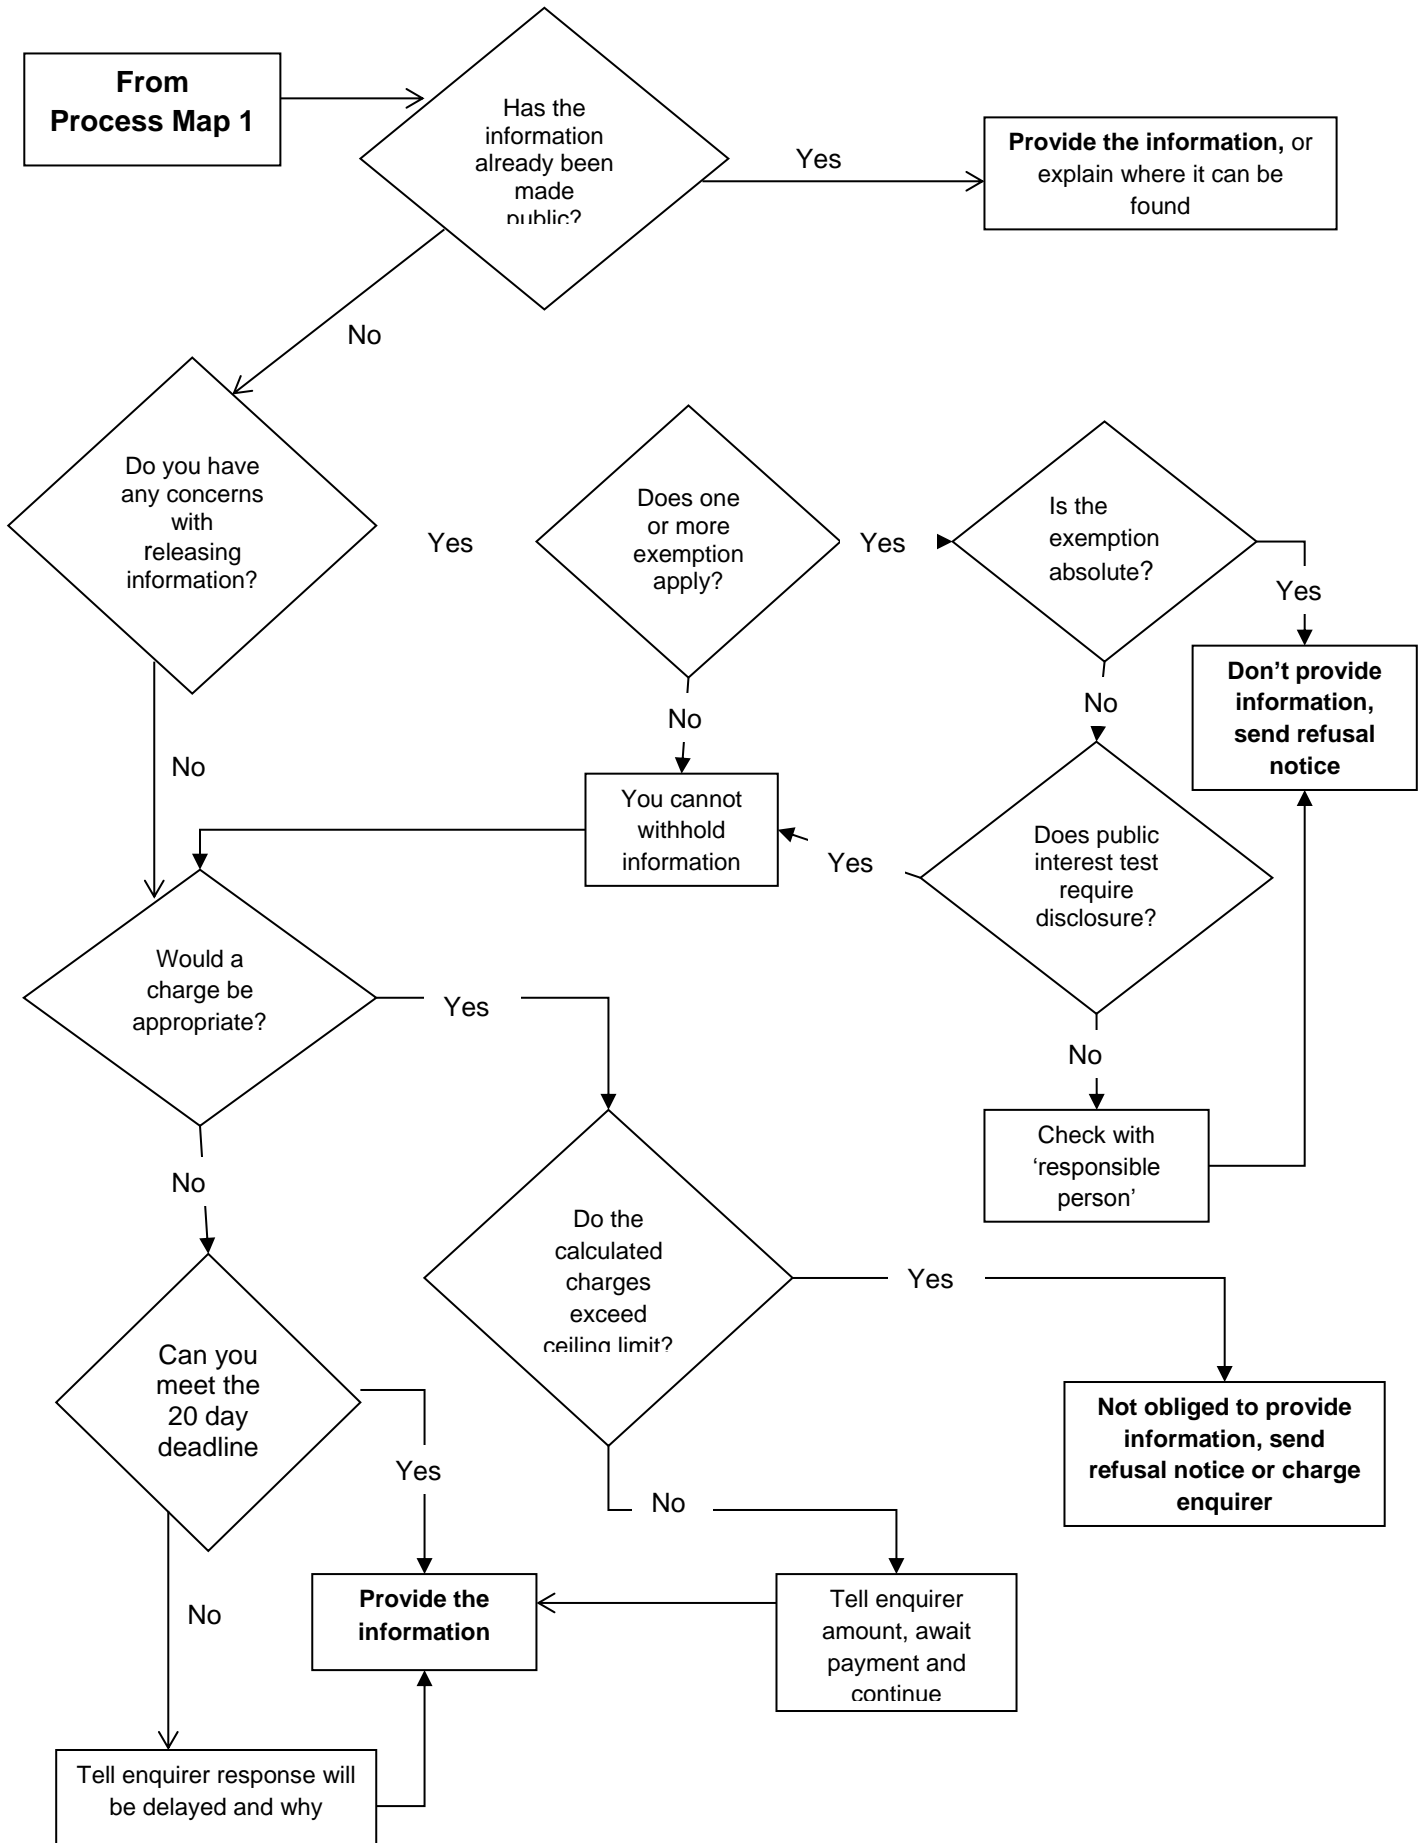 From
Process Map 1
Has the
information
already been
made
public?
Yes
Provide the information, or
explain where it can be
found
No
Do you have
any concerns
with
releasing
information?
Yes
Does one
or more
exemption
apply?
Yes
Is the
exemption
absolute?
Yes
Don’t provide
information,
send refusal
notice
No
No
No
You cannot
withhold
information
Yes
Does public
interest test
require
disclosure?
Would a
charge be
appropriate?
Yes
No
Check with
‘responsible
person’
No
Do the
calculated
charges
exceed
ceiling limit?
Yes
Not obliged to provide
information, send
refusal notice or charge
enquirer
Can you
meet the
20 day
deadline
Yes
No
Provide the
information
Tell enquirer
amount, await
payment and
continue
No
Tell enquirer response will
be delayed and why